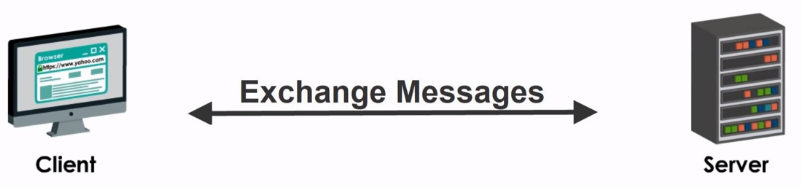 Browser
https://www.yahoo.com
Exchange Messages
Client
Server